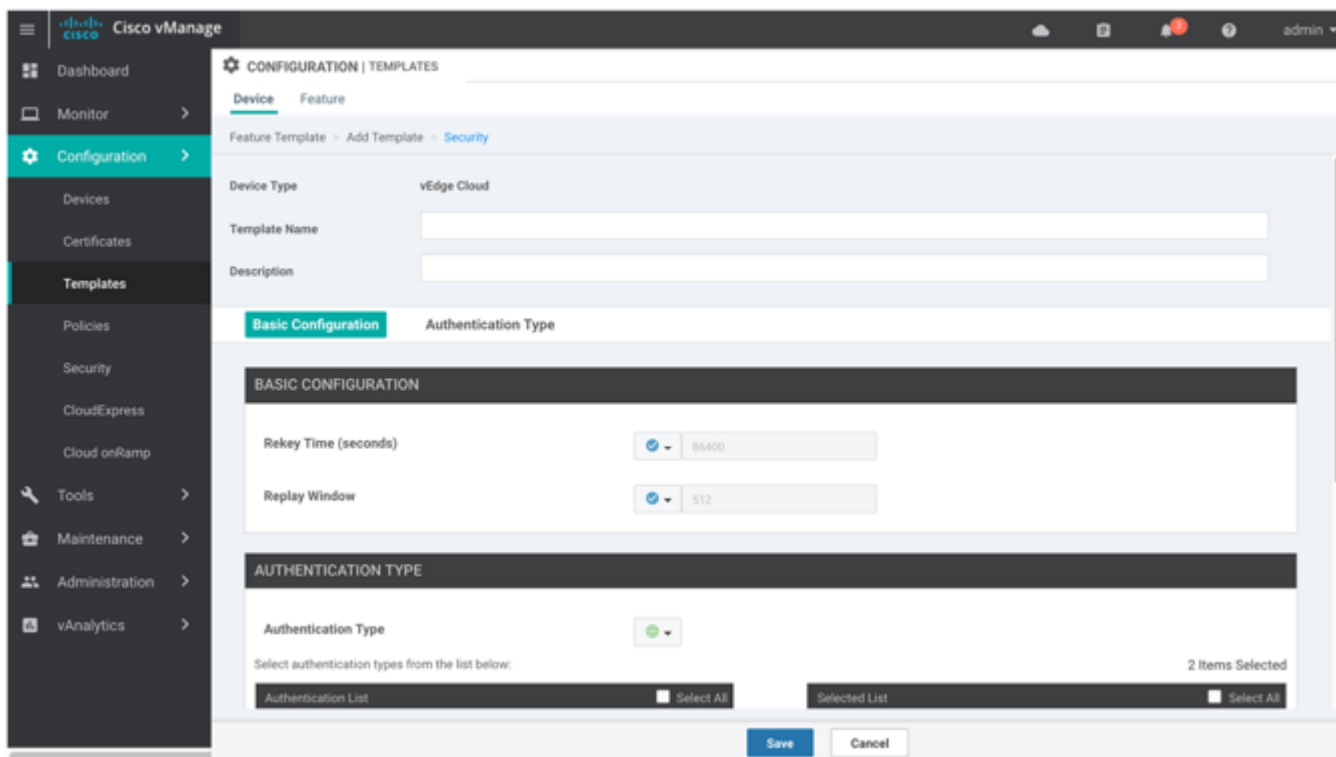 CISCO Cisco vManage
3
admin
Dashboard
Monitor
Configuration
Devices
Certificates
Templates
Policies
Security
CloudExpress
Cloud onRamp
Tools
Maintenance
Administration
vAnalytics
CONFIGURATION | TEMPLATES
Device Feature
Feature Template > Add Template > Security
Device Type vEdge Cloud
Template Name
Description
Basic Configuration Authentication Type
BASIC CONFIGURATION
Rekey Time (seconds) 86400
Replay Window 512
AUTHENTICATION TYPE
Authentication Type
Select authentication types from the list below: 2 Items Selected
Authentication List Select All Selected List Select All
Save Cancel